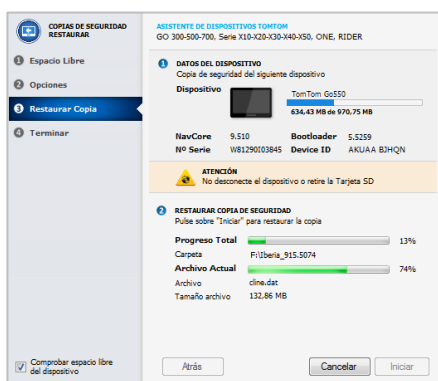 COPIAS DE SEGURIDAD
RESTAURAR
1 Espacio Libre
2 Opciones
3 Restaurar Copia
4 Terminar
Comprobar espacio libre
del dispositivo
ASISTENTE DE DISPOSITIVOS TOMTOM
GO 300-500-700, Serie X10-X20-X30-X40-X50, ONE, RIDER
1 DATOS DEL DISPOSITIVO
Copia de seguridad del siguiente dispositivo
Dispositivo
TomTom Go550
634,43 MB de 970,75 MB
NavCore 9.510 Bootloader 5.5259
Nº Serie W81290I03845 Device ID AKUAA BJHQN
ATENCIÓN
No desconecte el dispositivo o retire la Tarjeta SD
2 RESTAURAR COPIA DE SEGURIDAD
Pulse sobre "Iniciar" para restaurar la copia
Progreso Total 13%
Carpeta F:\Iberia_915.5074
Archivo Actual 74%
Archivo cline.dat
Tamaño archivo 132,86 MB
Atrás Cancelar Iniciar